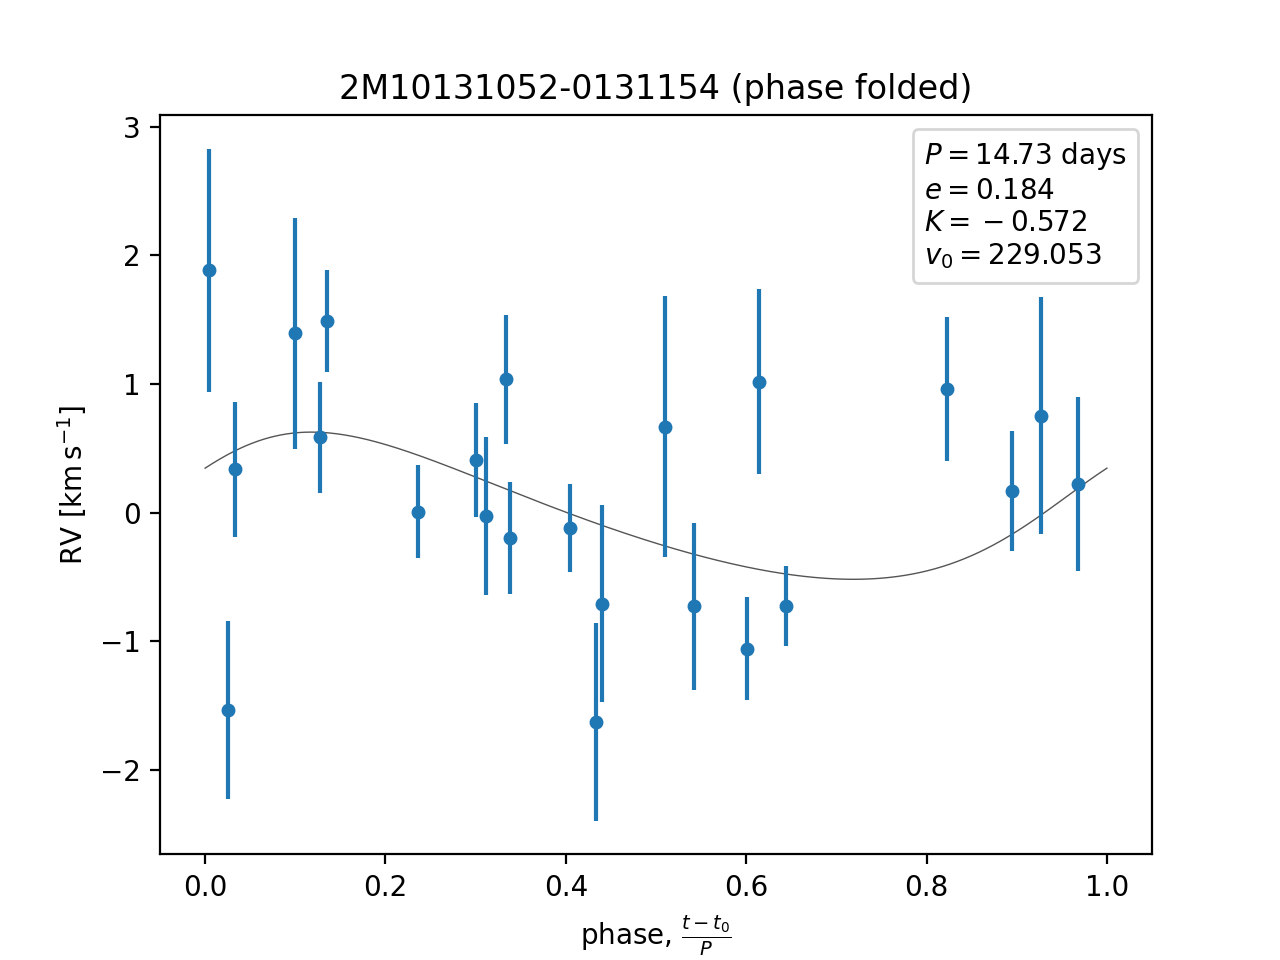 2M10131052-0131154 (phase folded)
P = 14.73 days
e = 0.184
K = −0.572
v₀ = 229.053
3
2
1
0
−1
−2
RV [km s⁻¹]
0.0 0.2 0.4 0.6 0.8 1.0
phase, (t − t₀)/P